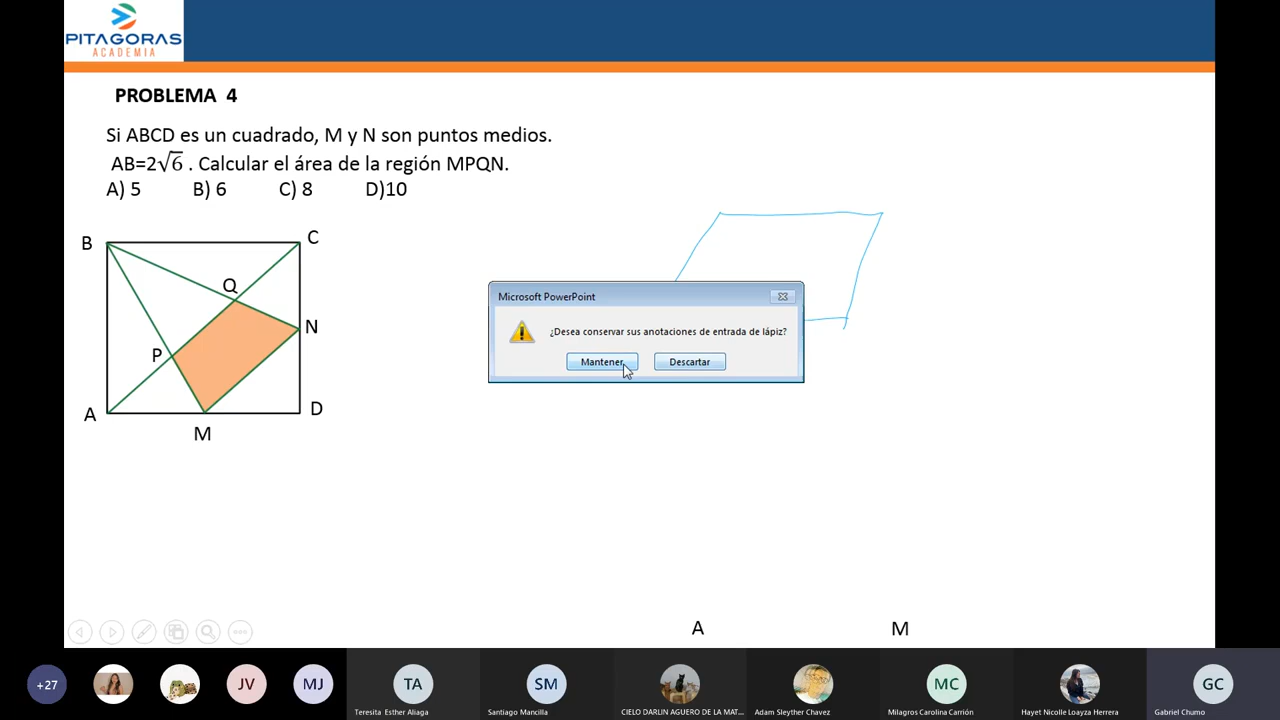 PITAGORAS
ACADEMIA
PROBLEMA 4
Si ABCD es un cuadrado, M y N son puntos medios.
AB=2√6 . Calcular el área de la región MPQN.
A) 5 B) 6 C) 8 D)10
B
C
Q
N
P
A
D
M
Microsoft PowerPoint
¿Desea conservar sus anotaciones de entrada de lápiz?
Mantener
Descartar
A M
+27
JV
MJ
TA
Teresita Esther Aliaga
SM
Santiago Mancilla
CIELO DARLIN AGUERO DE LA MAT...
Adam Sleyther Chavez
MC
Milagros Carolina Carrión
Hayet Nicolle Loayza Herrera
GC
Gabriel Chumo